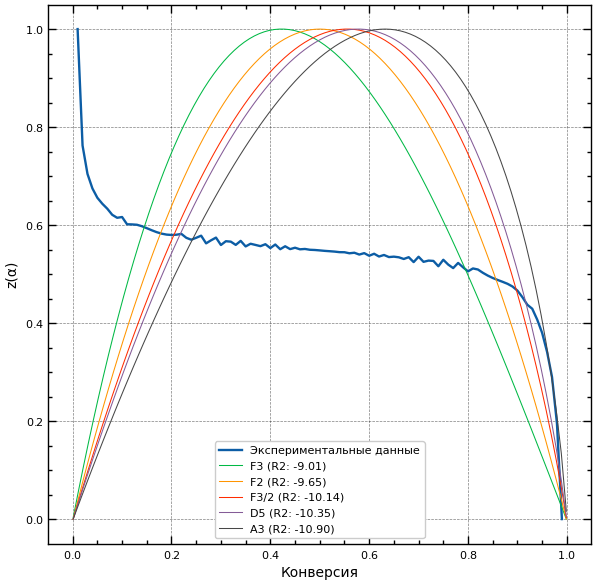 1.0
0.8
0.6
0.4
0.2
0.0
z(α)
Экспериментальные данные
F3 (R2: -9.01)
F2 (R2: -9.65)
F3/2 (R2: -10.14)
D5 (R2: -10.35)
A3 (R2: -10.90)
0.0 0.2 0.4 0.6 0.8 1.0
Конверсия